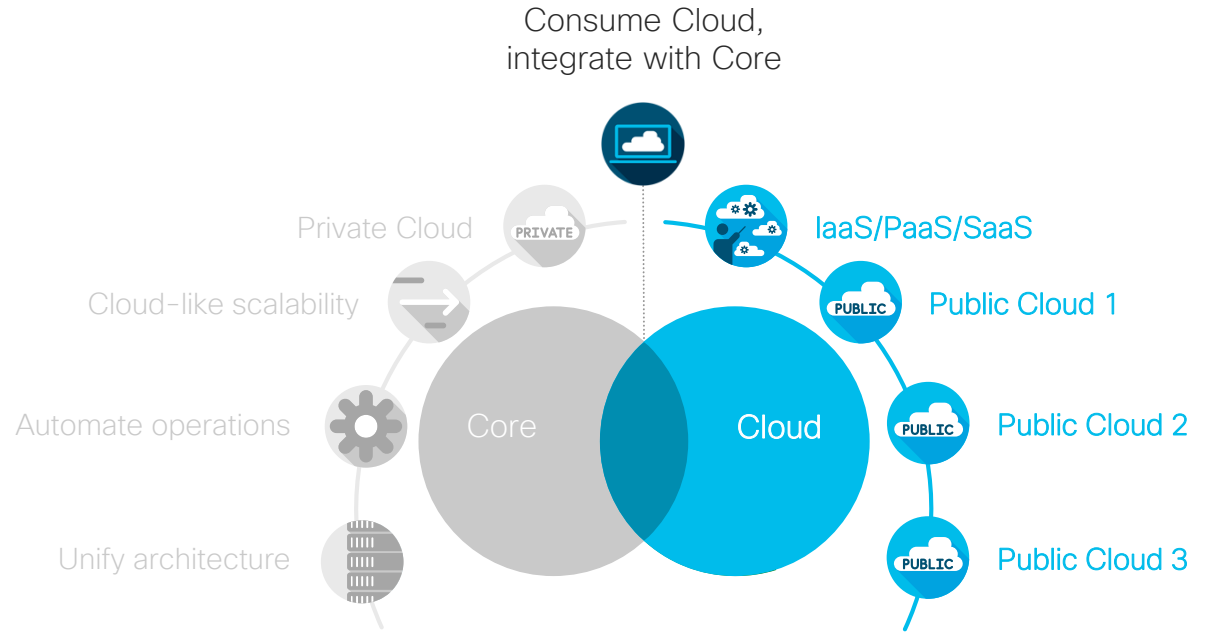 Consume Cloud,
integrate with Core
Private Cloud
PRIVATE
IaaS/PaaS/SaaS
Cloud-like scalability
PUBLIC
Public Cloud 1
Automate operations
Core
Cloud
PUBLIC
Public Cloud 2
Unify architecture
PUBLIC
Public Cloud 3